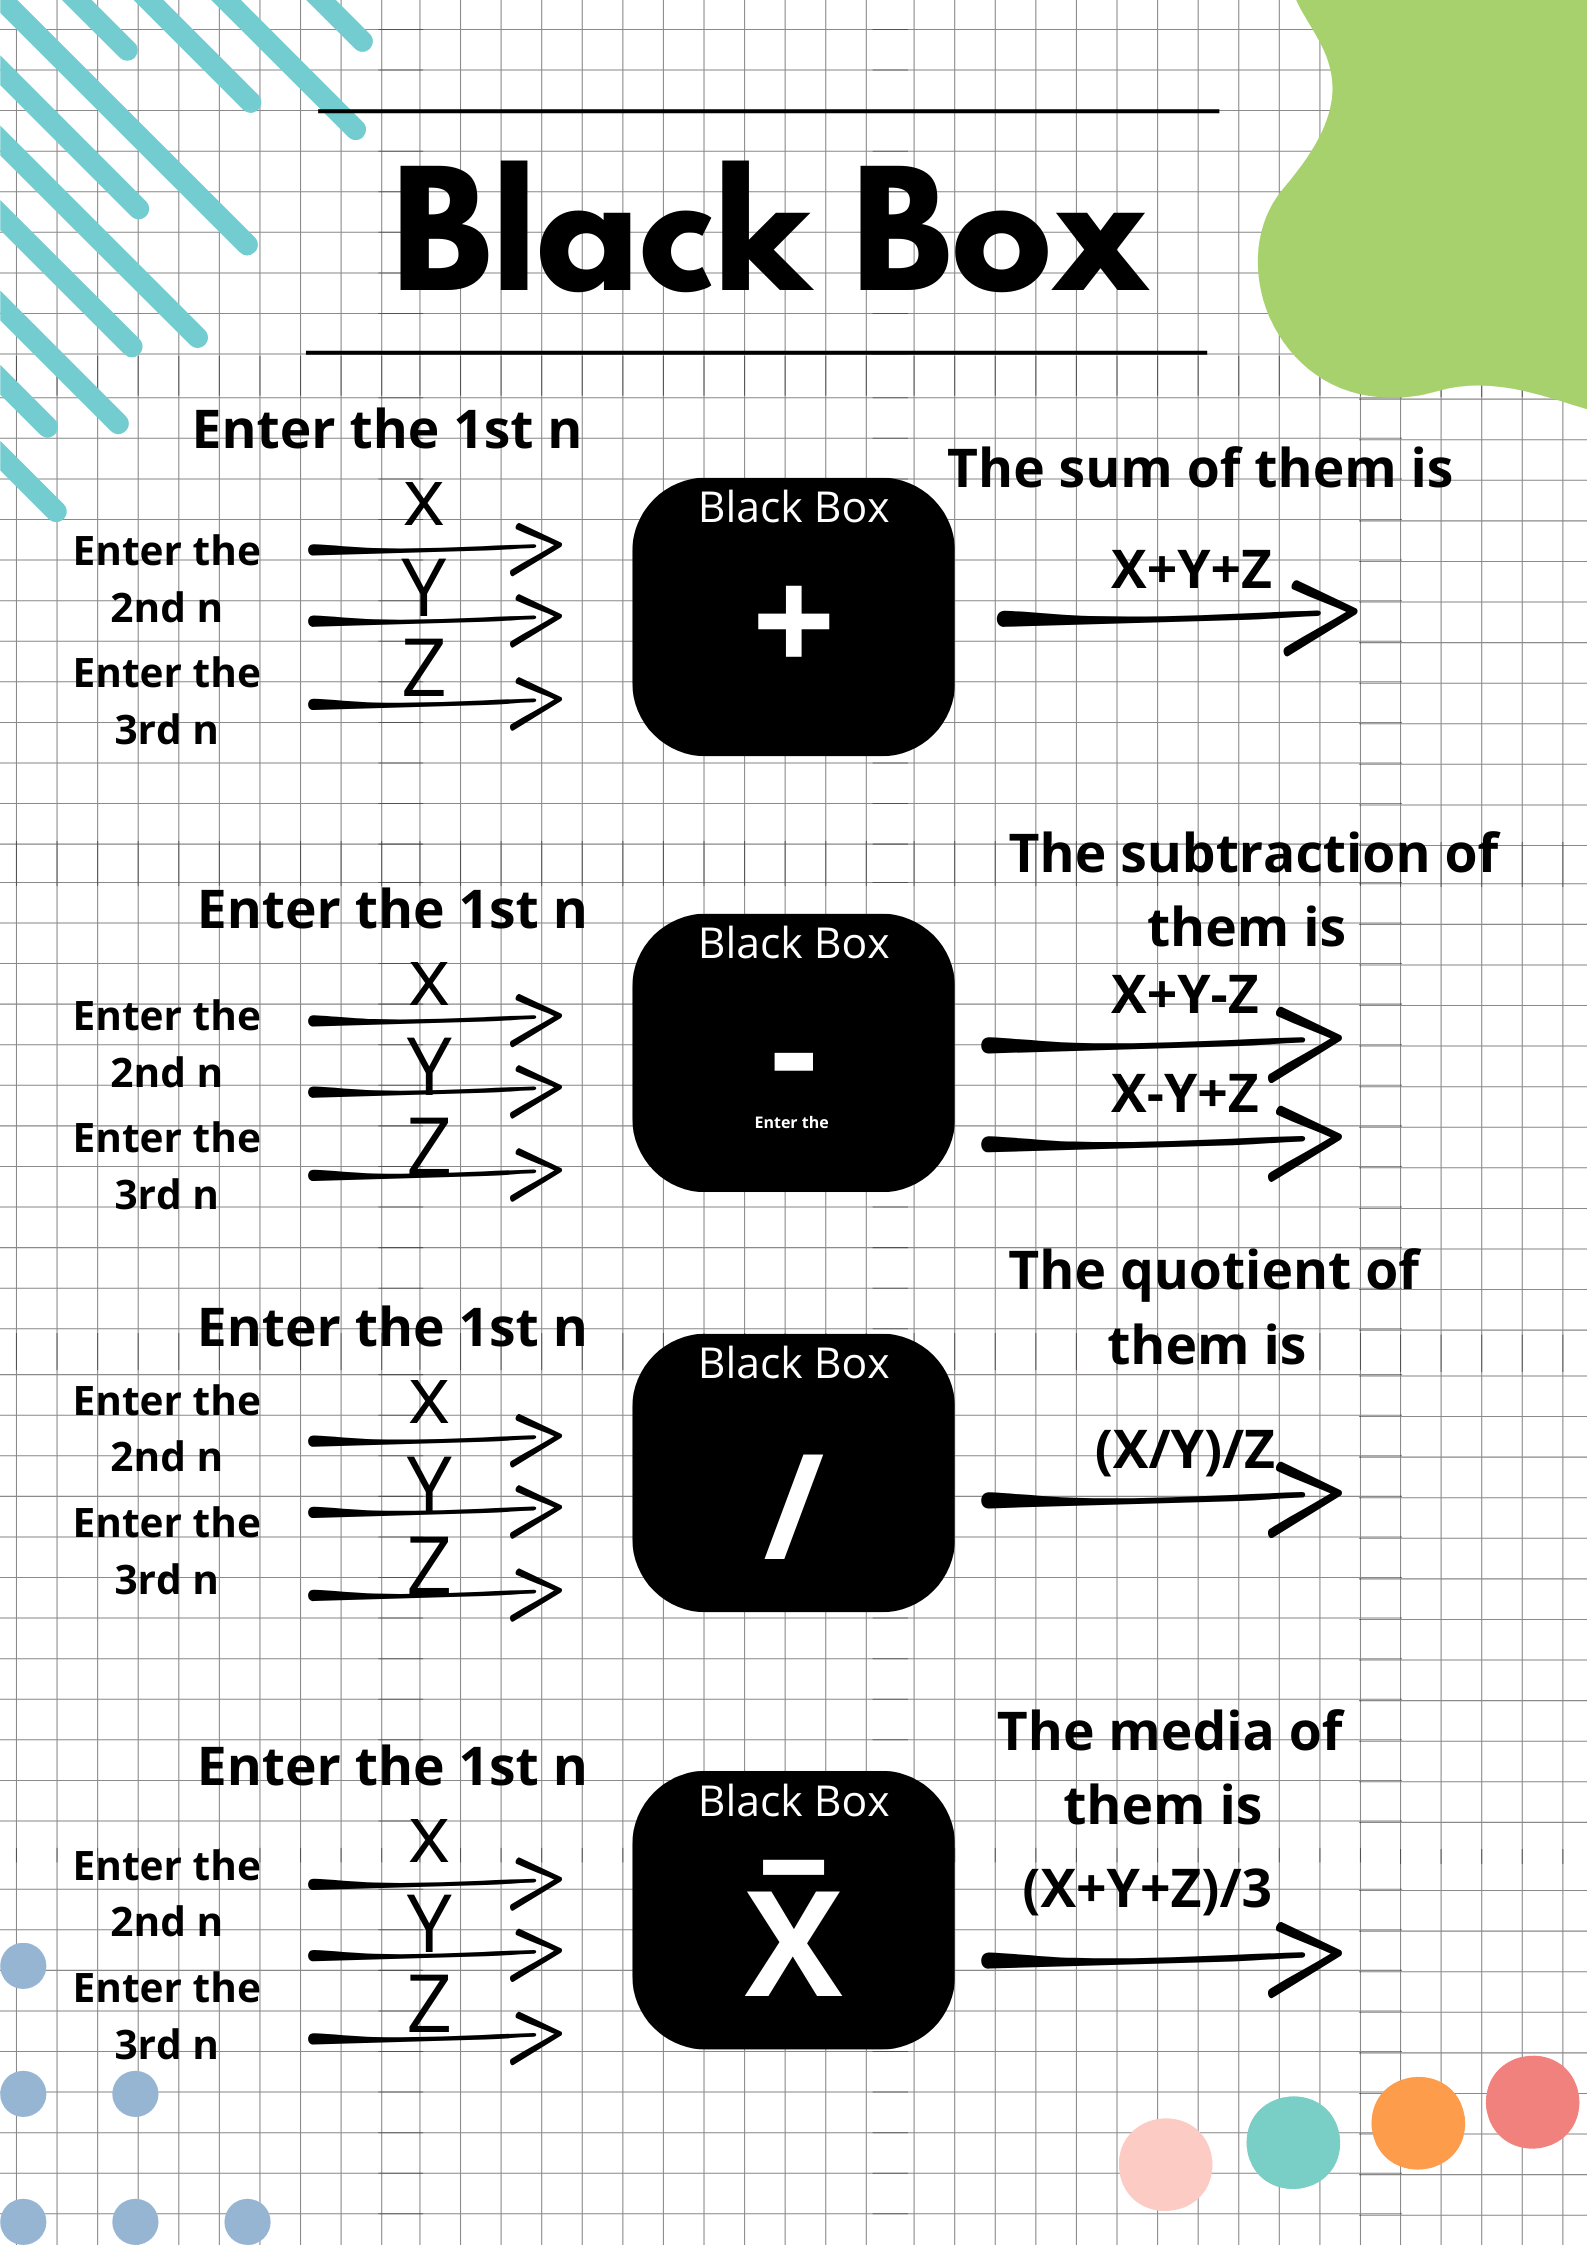 Black Box
Enter the 1st n
The sum of them is
X
Black Box
Enter the
2nd n
Y
+
X+Y+Z
Enter the
3rd n
Z
The subtraction of
them is
Enter the 1st n
Black Box
X
X+Y-Z
Enter the
2nd n
Y
-
X-Y+Z
Enter the
Enter the
3rd n
Z
The quotient of
them is
Enter the 1st n
Black Box
X
Enter the
2nd n
Y
/
(X/Y)/Z
Enter the
3rd n
Z
The media of
them is
Enter the 1st n
Black Box
X
(X+Y+Z)/3
Enter the
2nd n
Y
X̄
Enter the
3rd n
Z